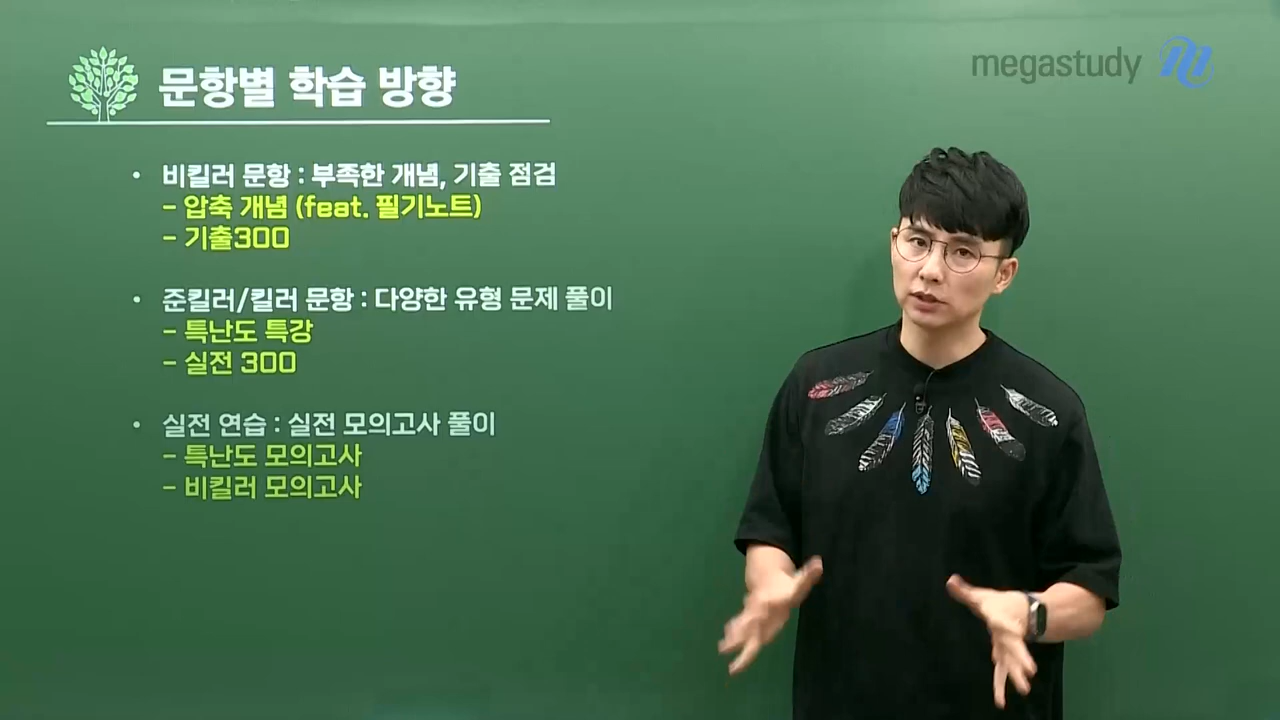 문항별 학습 방향
megastudy
• 비킬러 문항 : 부족한 개념, 기출 점검
- 압축 개념 (feat. 필기노트)
- 기출300
• 준킬러/킬러 문항 : 다양한 유형 문제 풀이
- 특난도 특강
- 실전 300
• 실전 연습 : 실전 모의고사 풀이
- 특난도 모의고사
- 비킬러 모의고사